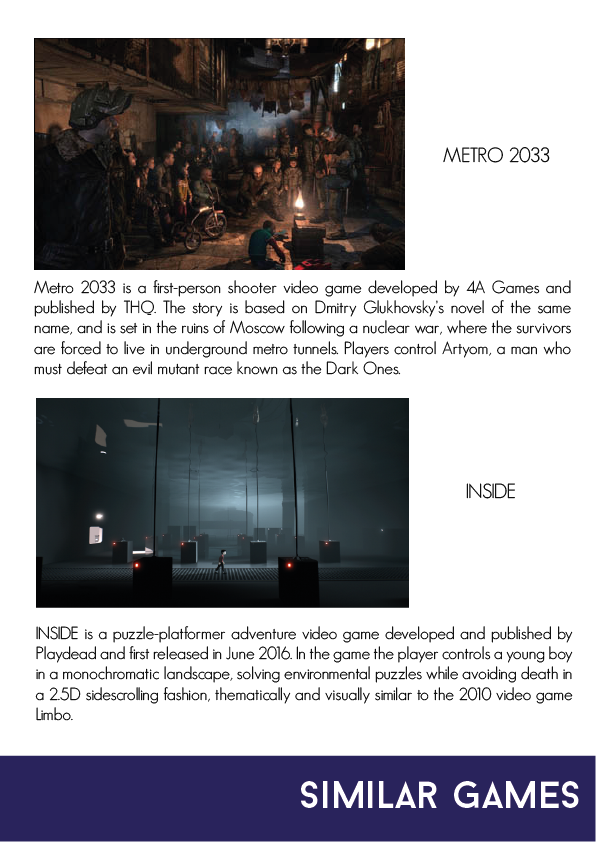 METRO 2033
Metro 2033 is a first-person shooter video game developed by 4A Games and
published by THQ. The story is based on Dmitry Glukhovsky's novel of the same
name, and is set in the ruins of Moscow following a nuclear war, where the survivors
are forced to live in underground metro tunnels. Players control Artyom, a man who
must defeat an evil mutant race known as the Dark Ones.
INSIDE
INSIDE is a puzzle-platformer adventure video game developed and published by
Playdead and first released in June 2016. In the game the player controls a young boy
in a monochromatic landscape, solving environmental puzzles while avoiding death in
a 2.5D sidescrolling fashion, thematically and visually similar to the 2010 video game
Limbo.
SIMILAR GAMES